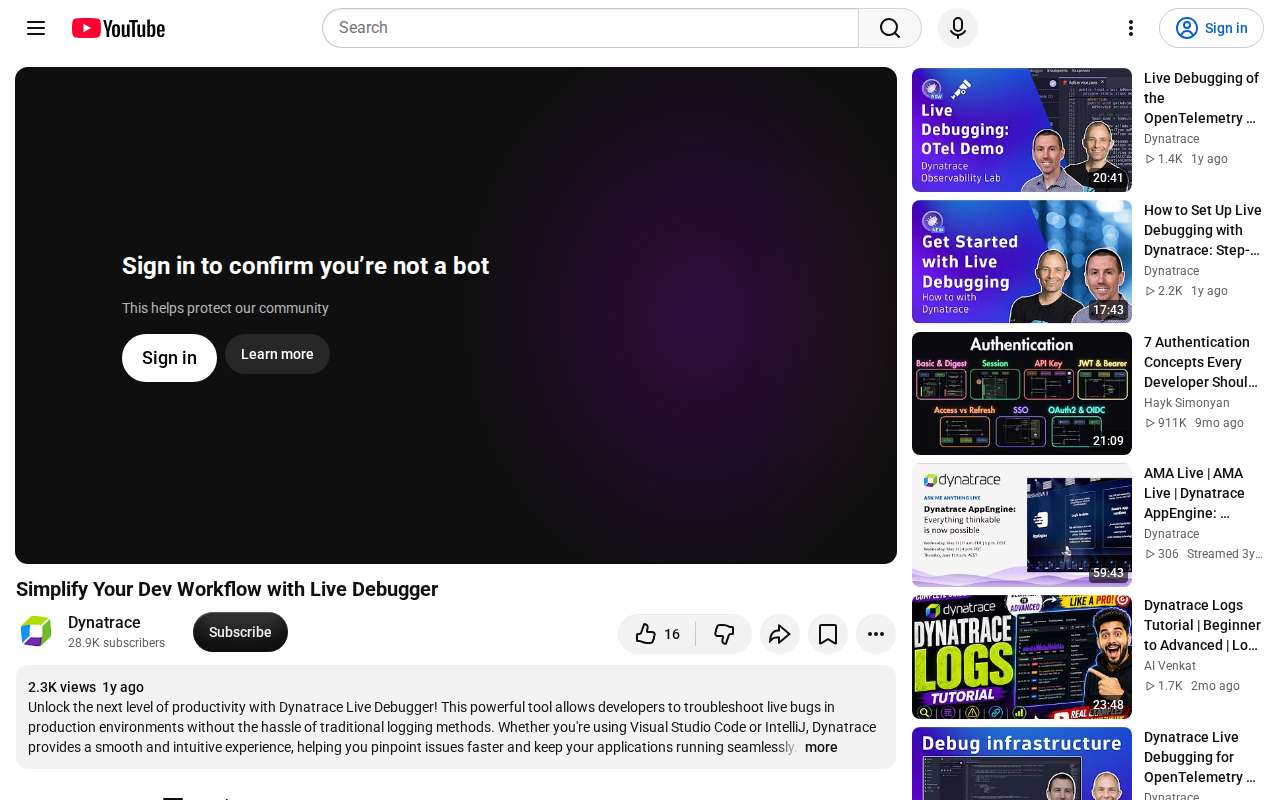 YouTube
Search
Sign in
Sign in to confirm you’re not a bot
This helps protect our community
Sign in
Learn more
Simplify Your Dev Workflow with Live Debugger
Dynatrace
28.9K subscribers
Subscribe
16
2.3K views 1y ago
Unlock the next level of productivity with Dynatrace Live Debugger! This powerful tool allows developers to troubleshoot live bugs in
production environments without the hassle of traditional logging methods. Whether you're using Visual Studio Code or IntelliJ, Dynatrace
provides a smooth and intuitive experience, helping you pinpoint issues faster and keep your applications running seamlessly. more
NEW
Live
Debugging:
OTel Demo
Dynatrace
Observability Lab
20:41
Live Debugging of
the
OpenTelemetry ...
Dynatrace
1.4K 1y ago
NEW
Get Started
with Live
Debugging
How to with
Dynatrace
17:43
How to Set Up Live
Debugging with
Dynatrace: Step-...
Dynatrace
2.2K 1y ago
Authentication
Basic & Digest Session API Key JWT & Bearer
Access vs Refresh SSO OAuth2 & OIDC
21:09
7 Authentication
Concepts Every
Developer Shoul...
Hayk Simonyan
911K 9mo ago
dynatrace
ASK ME ANYTHING LIVE
Dynatrace AppEngine:
Everything thinkable
is now possible
59:43
AMA Live | AMA
Live | Dynatrace
AppEngine: ...
Dynatrace
306 Streamed 3y...
ADVANCED
LIKE A PRO!
dynatrace
DYNATRACE
LOGS
TUTORIAL
REAL EXAMPLES
23:48
Dynatrace Logs
Tutorial | Beginner
to Advanced | Lo...
AI Venkat
1.7K 2mo ago
Debug infrastructure
Dynatrace Live
Debugging for
OpenTelemetry ...
Dynatrace